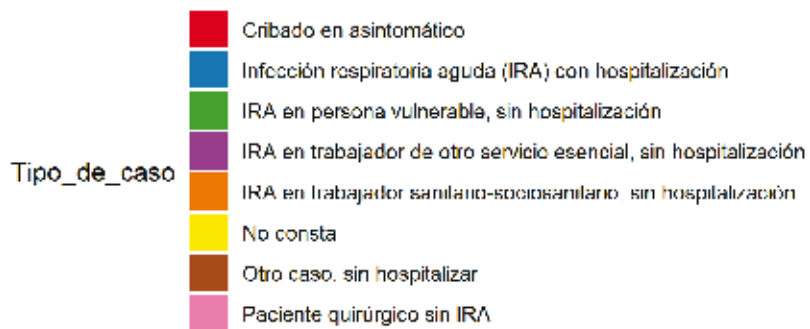 Tipo_de_caso
Cribado en asintomático
Infección respiratoria aguda (IRA) con hospitalización
IRA en persona vulnerable, sin hospitalización
IRA en trabajador de otro servicio esencial, sin hospitalización
IRA en trabajador sanitario-sociosanitario, sin hospitalización
No consta
Otro caso, sin hospitalizar
Paciente quirúrgico sin IRA